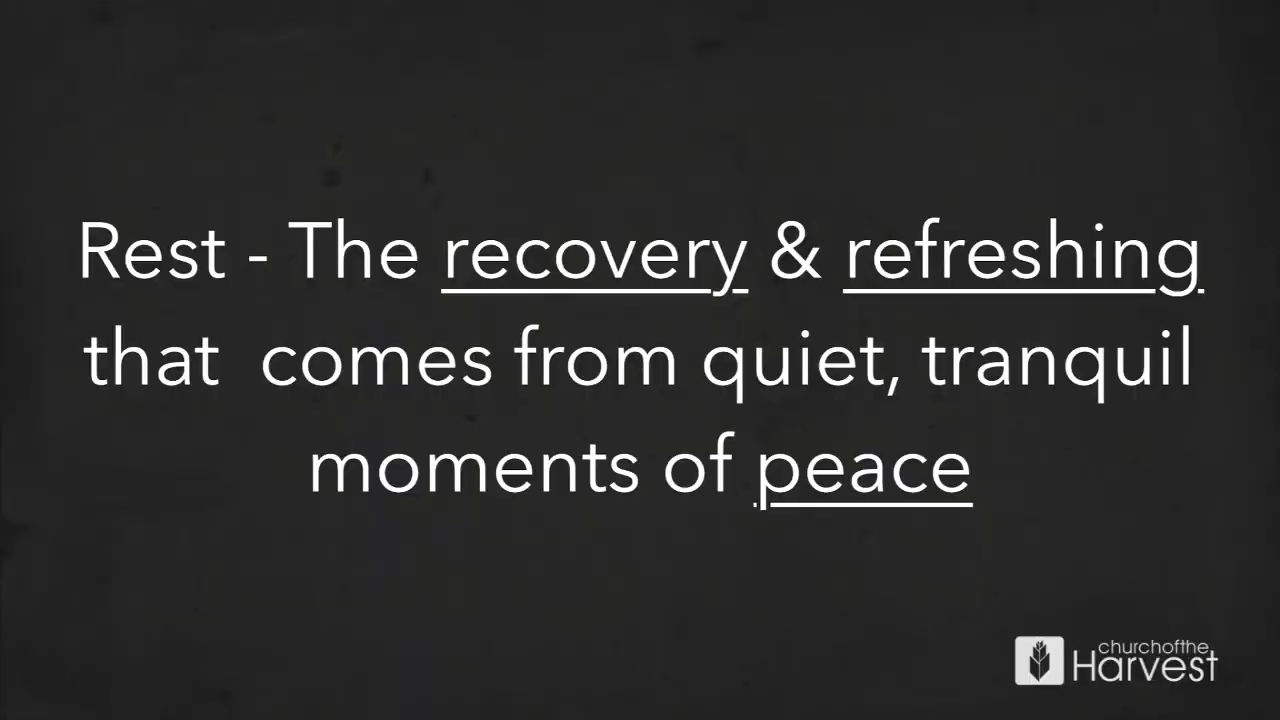 Rest - The recovery & refreshing
that  comes from quiet, tranquil
moments of peace
churchofthe
Harvest